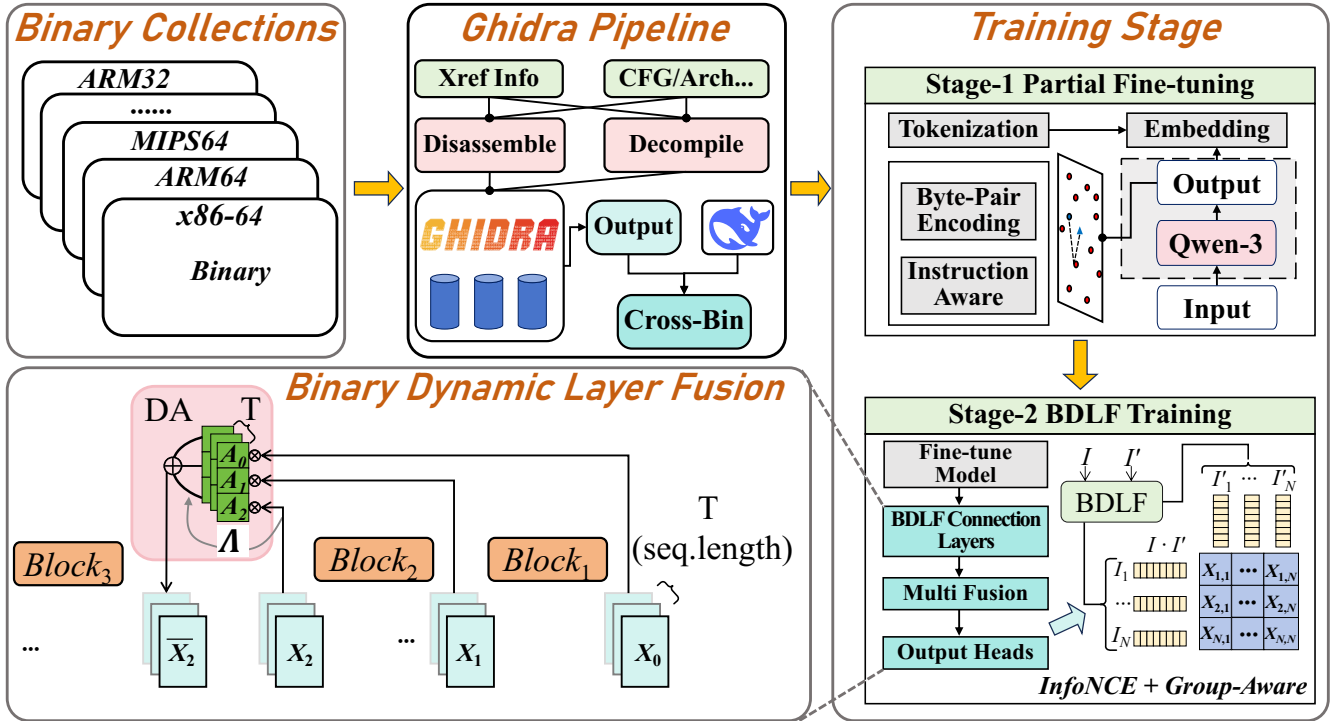 Binary Collections
ARM32
......
MIPS64
ARM64
x86-64
Binary
Ghidra Pipeline
Xref Info
CFG/Arch...
Disassemble
Decompile
GHIDRA
Output
Cross-Bin
Training Stage
Stage-1 Partial Fine-tuning
Tokenization
Embedding
Byte-Pair
Encoding
Instruction
Aware
Output
Qwen-3
Input
Binary Dynamic Layer Fusion
DA
T
A₀
A₁
A₂
Λ
T
(seq.length)
Block₃
Block₂
Block₁
...
X̅₂
X₂
...
X₁
X₀
Stage-2 BDLF Training
Fine-tune
Model
BDLF Connection
Layers
Multi Fusion
Output Heads
I I'
BDLF
I'₁ ... I'_N
I · I'
I₁
...
I_N
X₁,₁ ... X₁,N
X₂,₁ ... X₂,N
X_N,₁ ... X_N,N
InfoNCE + Group-Aware